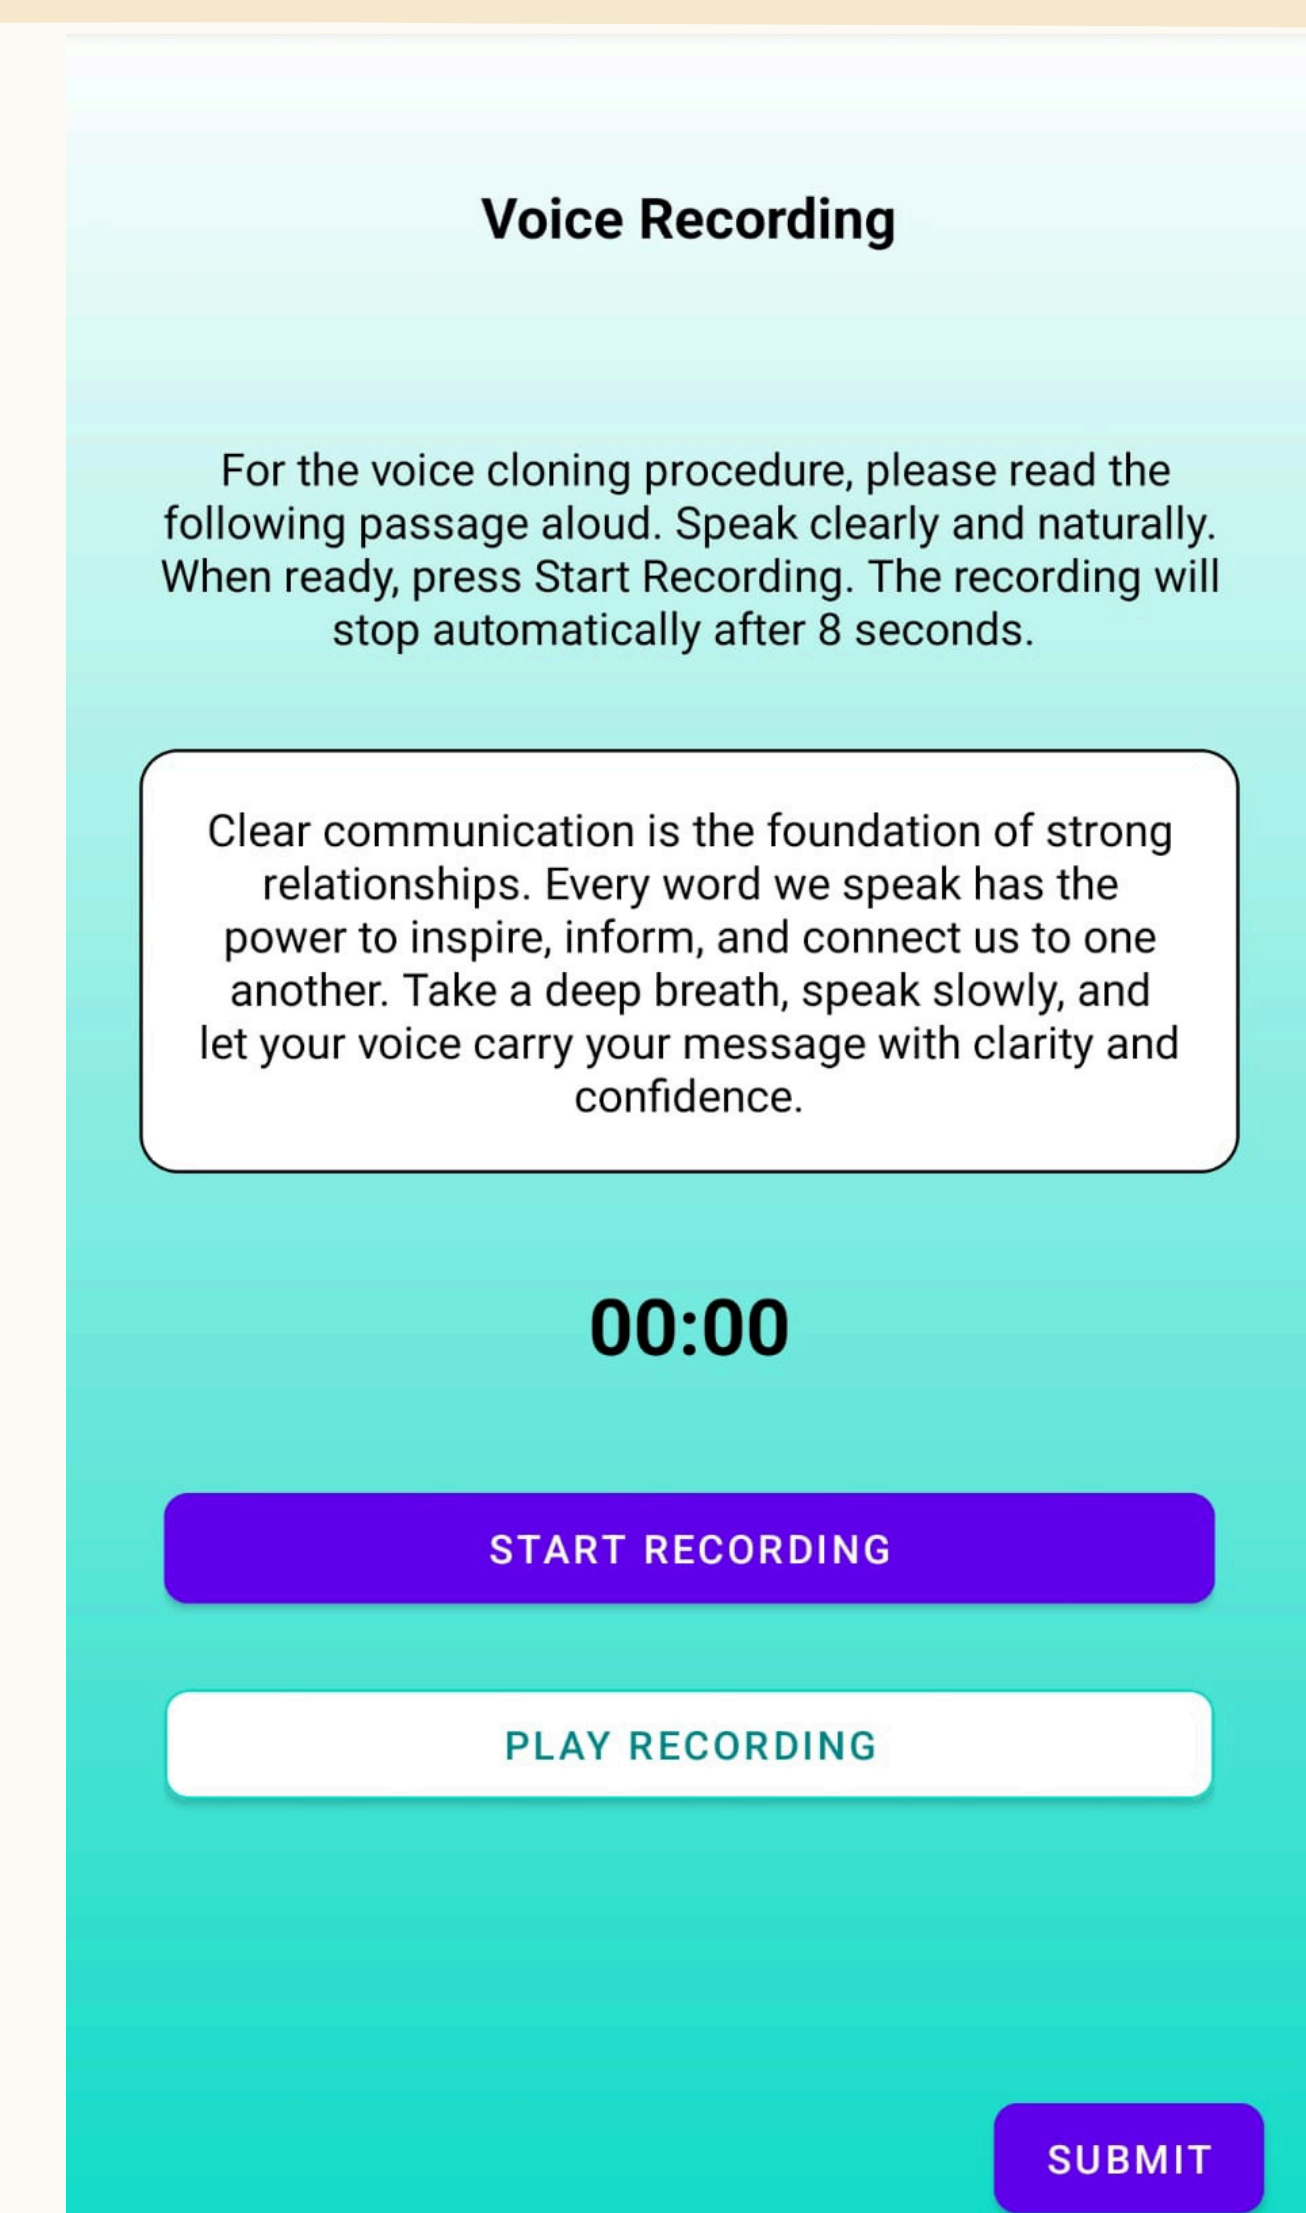 Voice Recording
For the voice cloning procedure, please read the
following passage aloud. Speak clearly and naturally.
When ready, press Start Recording. The recording will
stop automatically after 8 seconds.
Clear communication is the foundation of strong
relationships. Every word we speak has the
power to inspire, inform, and connect us to one
another. Take a deep breath, speak slowly, and
let your voice carry your message with clarity and
confidence.
00:00
START RECORDING
PLAY RECORDING
SUBMIT